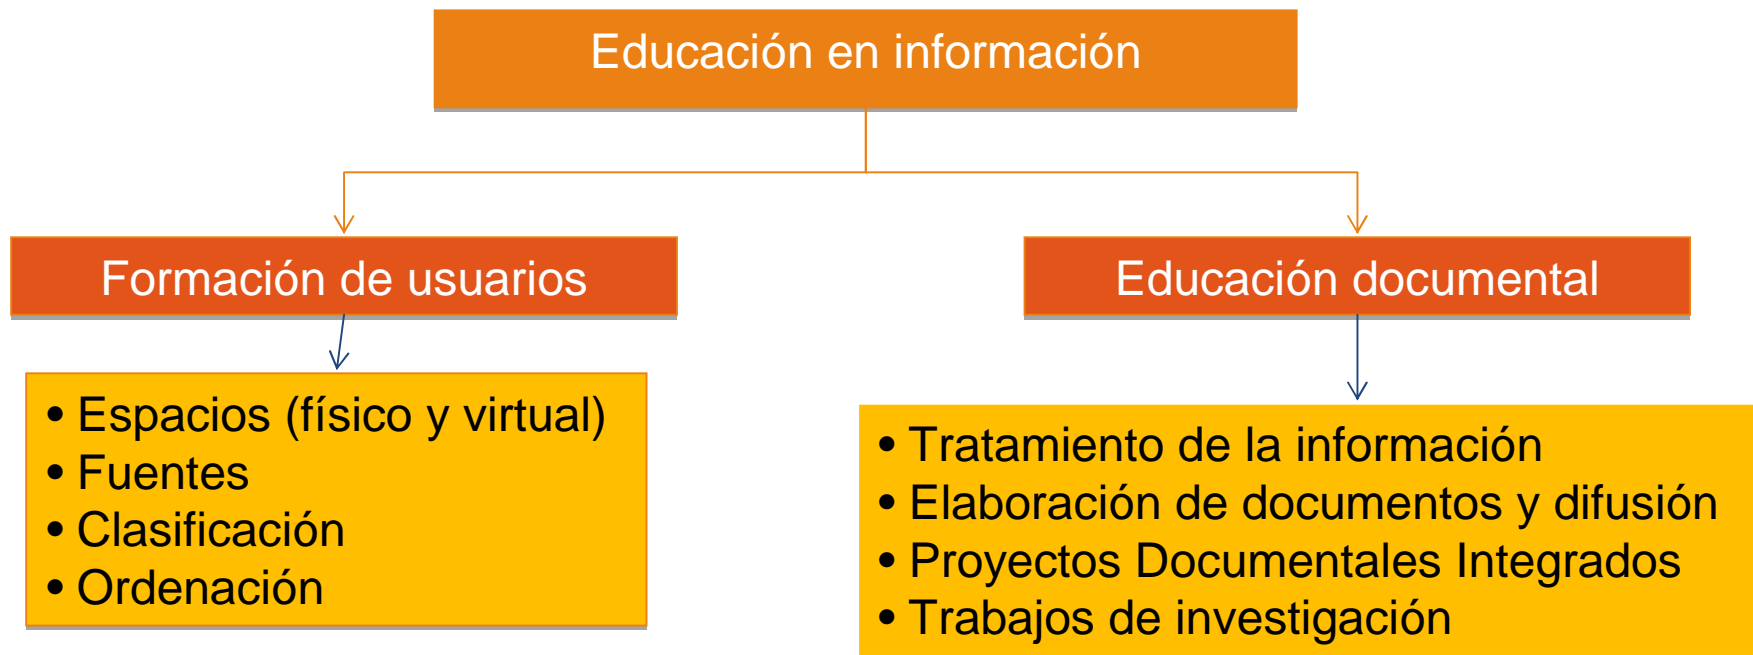 Educación en información
Formación de usuarios
Educación documental
• Espacios (físico y virtual)
• Fuentes
• Clasificación
• Ordenación
• Tratamiento de la información
• Elaboración de documentos y difusión
• Proyectos Documentales Integrados
• Trabajos de investigación